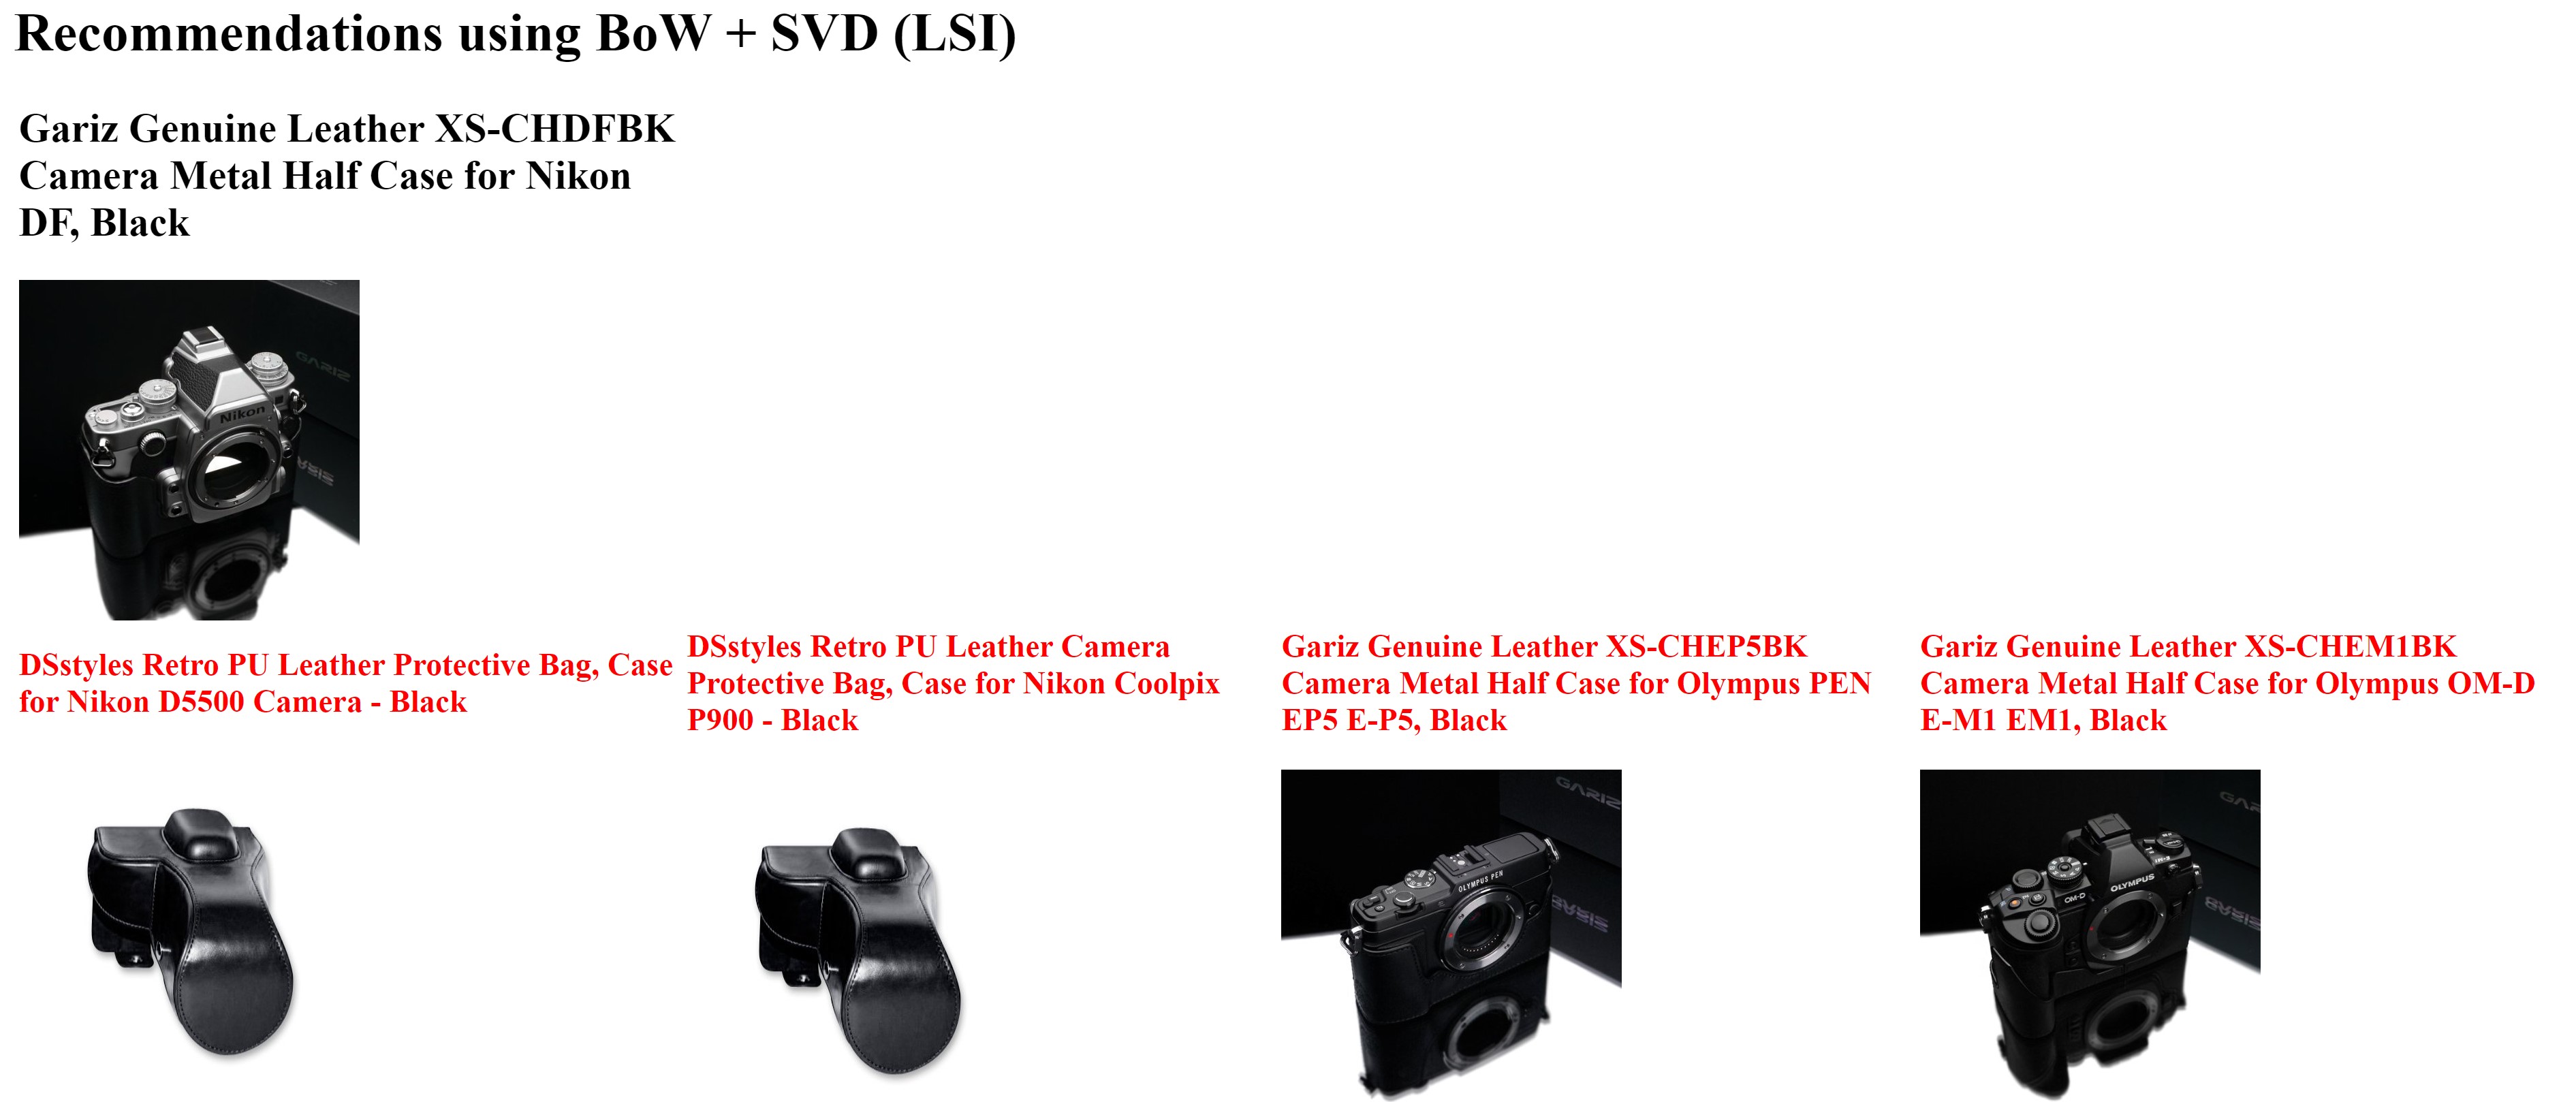 Recommendations using BoW + SVD (LSI)
Gariz Genuine Leather XS-CHDFBK
Camera Metal Half Case for Nikon
DF, Black
GARIZ
Nikon
GARIZ
DSstyles Retro PU Leather Protective Bag, Case
for Nikon D5500 Camera - Black
DSstyles Retro PU Leather Camera
Protective Bag, Case for Nikon Coolpix
P900 - Black
Gariz Genuine Leather XS-CHEP5BK
Camera Metal Half Case for Olympus PEN
EP5 E-P5, Black
Gariz Genuine Leather XS-CHEM1BK
Camera Metal Half Case for Olympus OM-D
E-M1 EM1, Black
GARIZ
OLYMPUS PEN
GARIZ
GARIZ
OLYMPUS
OM-D
GARIZ